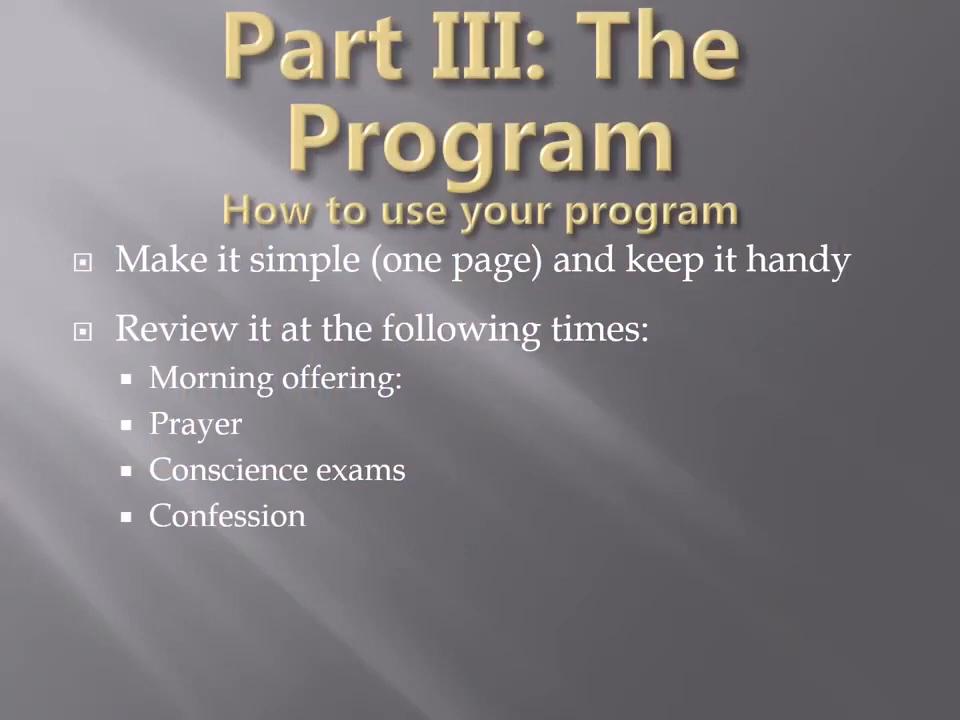 Part III: The
Program
How to use your program
Make it simple (one page) and keep it handy
Review it at the following times:
Morning offering:
Prayer
Conscience exams
Confession